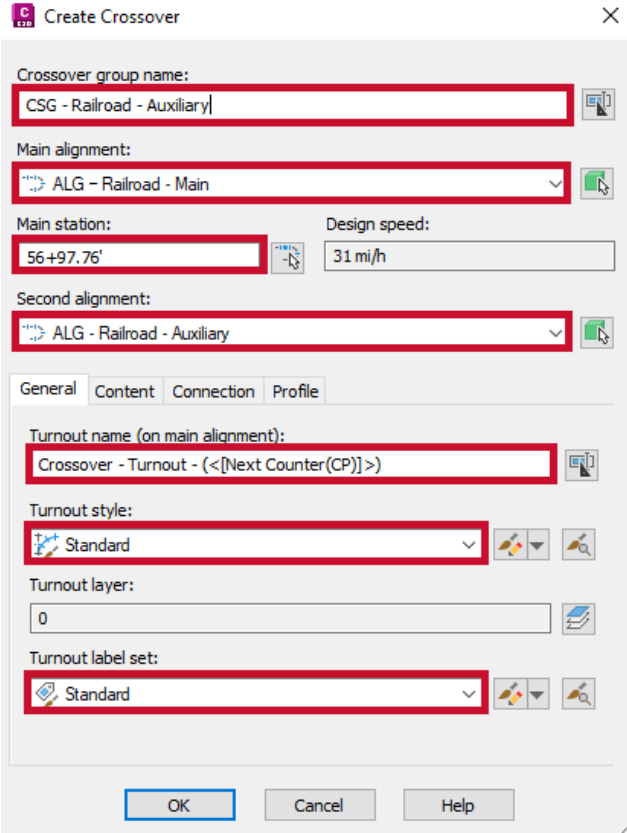 C
C3D
Create Crossover
Crossover group name:
CSG - Railroad - Auxiliary
Main alignment:
ALG – Railroad - Main
Main station:
Design speed:
56+97.76'
31 mi/h
Second alignment:
ALG - Railroad - Auxiliary
General Content Connection Profile
Turnout name (on main alignment):
Crossover - Turnout - (<[Next Counter(CP)]>)
Turnout style:
Standard
Turnout layer:
0
Turnout label set:
Standard
OK Cancel Help